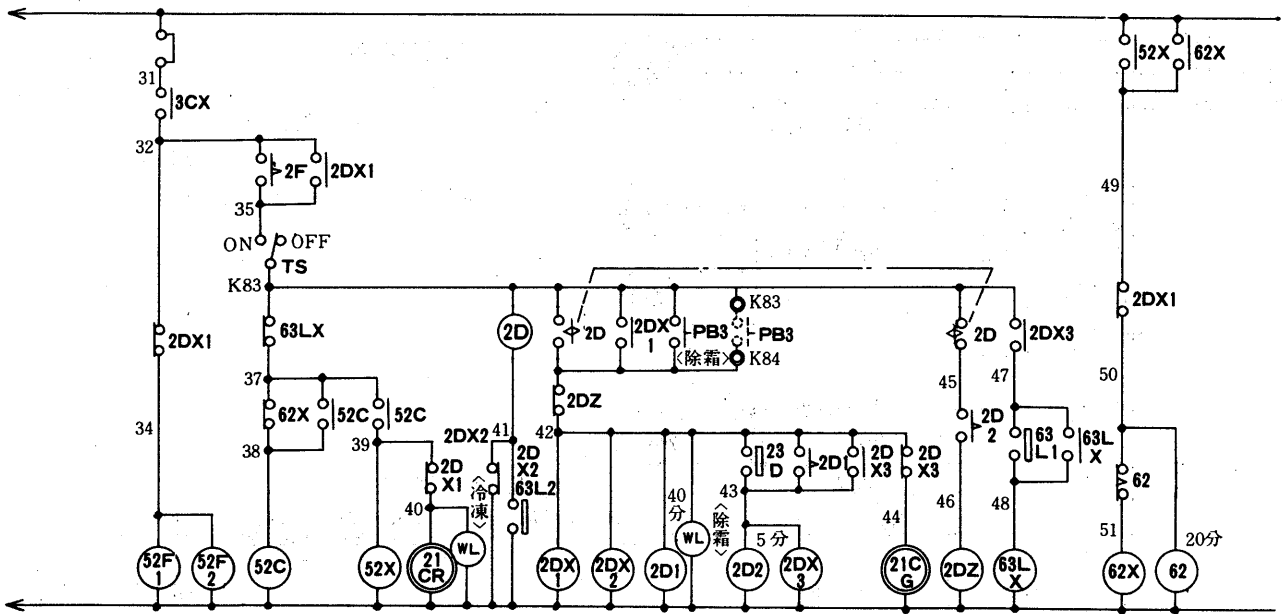 31
3CX
32
2F
2DX1
35
ON
OFF
TS
K83
63LX
37
62X
52C
52C
38
39
2DX1
34
2D
X1
40
2DX2
41
2D
X2
<冷凍>
63L2
2D
2D
2DX
1
PB3
<除霜>
K83
PB3
K84
2DZ
42
23
D
2D1
2D
X3
2D
X3
43
44
40
分
<除霜>
5分
2D
2DX3
45
47
2D
2
63
L1
63L
X
46
48
52X
62X
49
2DX1
50
62
51
20分
52F
1
52F
2
52C
52X
21
CR
WL
2DX
1
2DX
2
2D1
WL
2D2
2DX
3
21C
G
2DZ
63L
X
62X
62